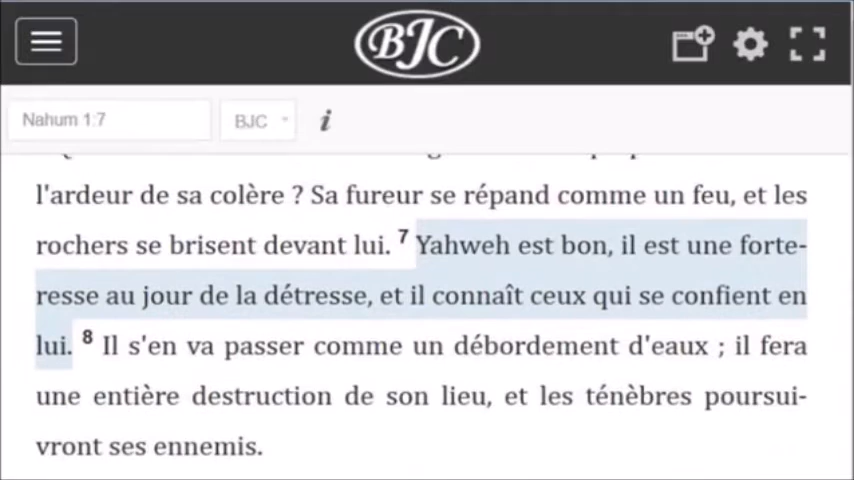 BJC
Nahum 1:7
BJC
i
l'ardeur de sa colère ? Sa fureur se répand comme un feu, et les
rochers se brisent devant lui. 7 Yahweh est bon, il est une forte-
resse au jour de la détresse, et il connaît ceux qui se confient en
lui. 8 Il s'en va passer comme un débordement d'eaux ; il fera
une entière destruction de son lieu, et les ténèbres poursui-
vront ses ennemis.